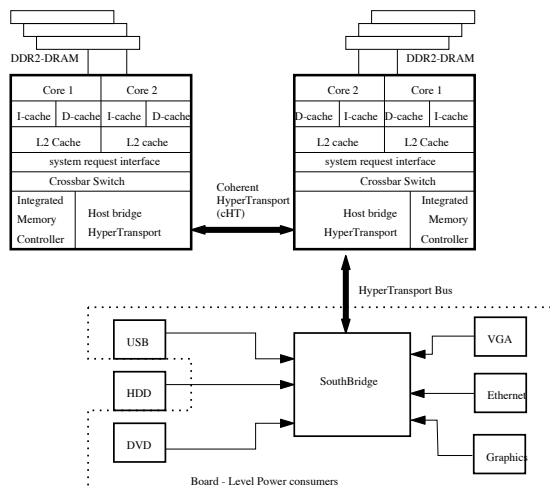 DDR2-DRAM
Core 1 Core 2
I-cache D-cache I-cache D-cache
L2 Cache L2 cache
system request interface
Crossbar Switch
Integrated
Memory
Controller
Host bridge
HyperTransport
Coherent
HyperTransport
(cHT)
DDR2-DRAM
Core 2 Core 1
D-cache I-cache D-cache I-cache
L2 cache L2 Cache
system request interface
Crossbar Switch
Host bridge
HyperTransport
Integrated
Memory
Controller
HyperTransport Bus
USB
HDD
DVD
SouthBridge
VGA
Ethernet
Graphics
Board - Level Power consumers